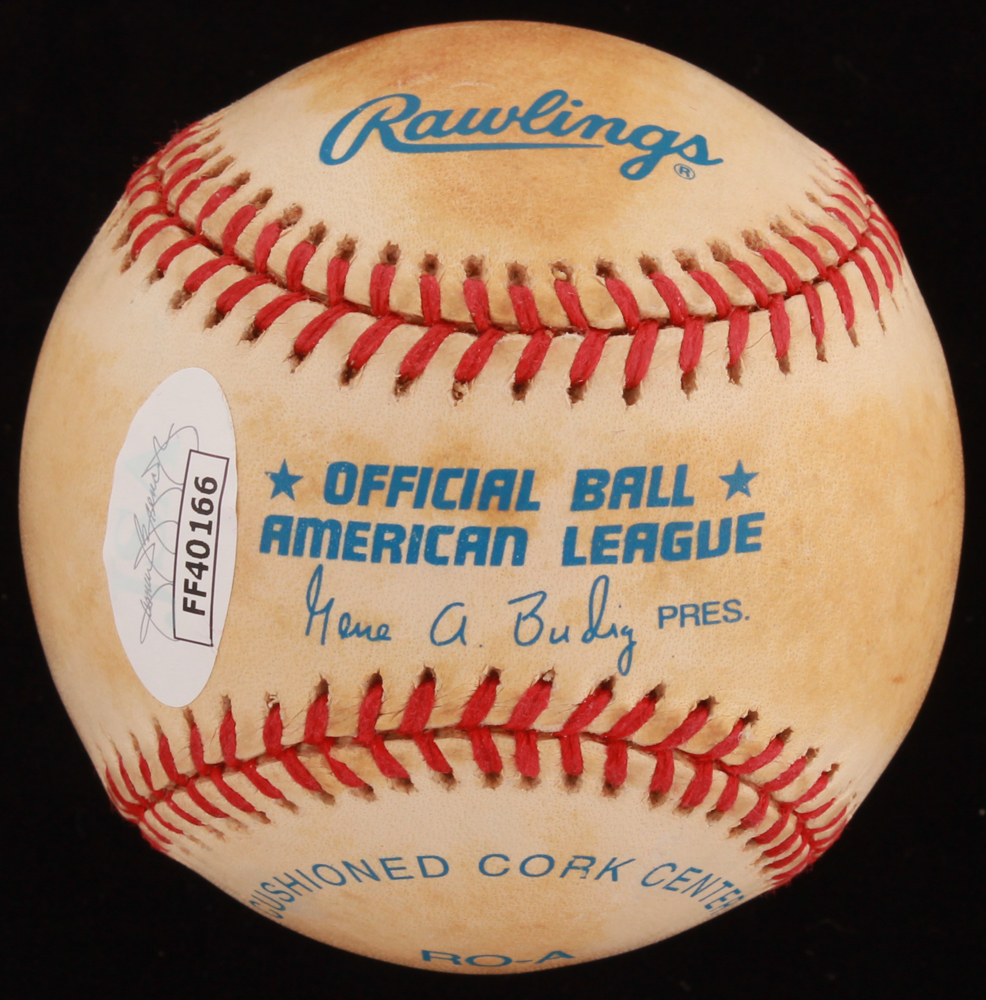 Rawlings®
★ OFFICIAL BALL ★
AMERICAN LEAGUE
Gene A. Budig PRES.
FF40166
CUSHIONED CORK CENTER
RO-A